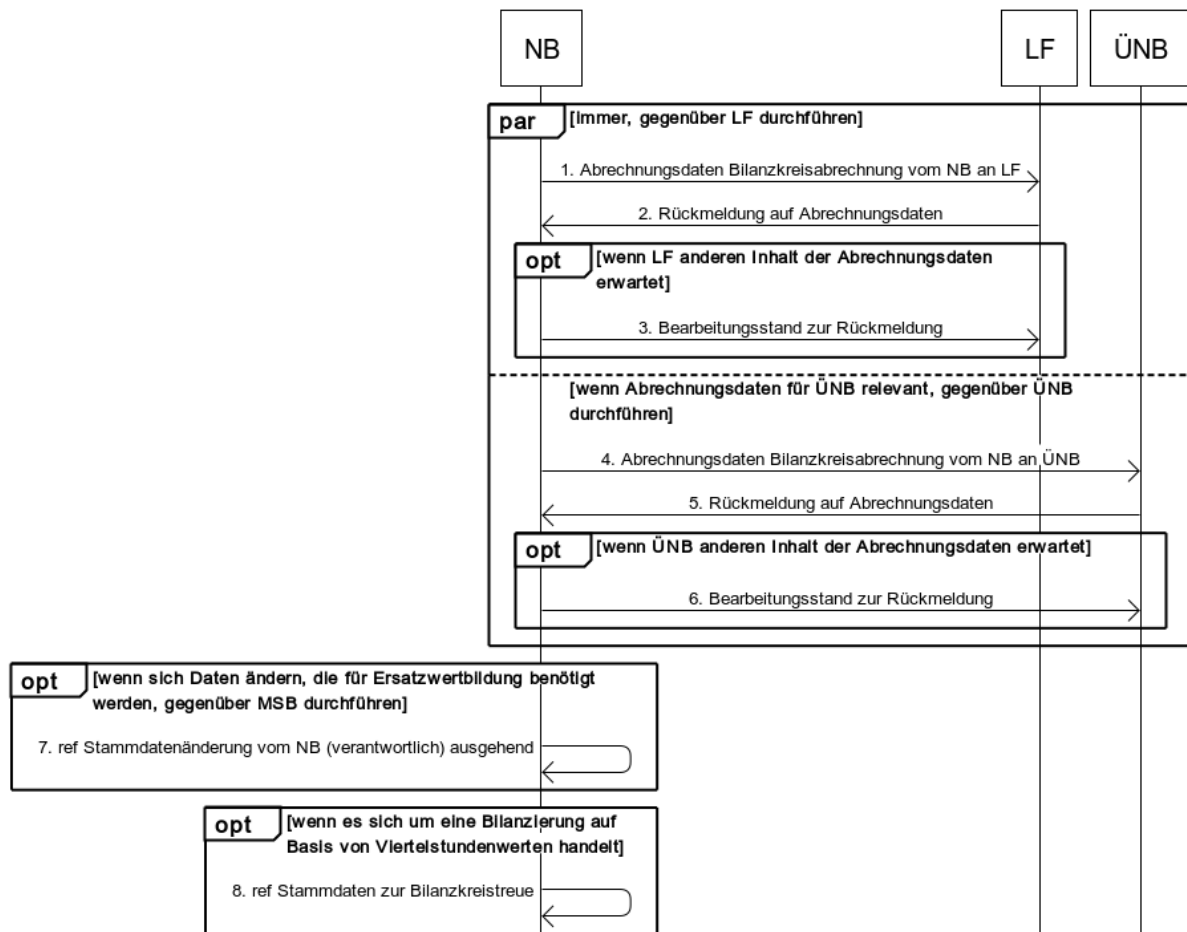 NB
LF
ÜNB
par
[immer, gegenüber LF durchführen]
1. Abrechnungsdaten Bilanzkreisabrechnung vom NB an LF
2. Rückmeldung auf Abrechnungsdaten
opt
[wenn LF anderen Inhalt der Abrechnungsdaten
erwartet]
3. Bearbeitungsstand zur Rückmeldung
[wenn Abrechnungsdaten für ÜNB relevant, gegenüber ÜNB
durchführen]
4. Abrechnungsdaten Bilanzkreisabrechnung vom NB an ÜNB
5. Rückmeldung auf Abrechnungsdaten
opt
[wenn ÜNB anderen Inhalt der Abrechnungsdaten erwartet]
6. Bearbeitungsstand zur Rückmeldung
opt
[wenn sich Daten ändern, die für Ersatzwertbildung benötigt
werden, gegenüber MSB durchführen]
7. ref Stammdatenänderung vom NB (verantwortlich) ausgehend
opt
[wenn es sich um eine Bilanzierung auf
Basis von Viertelstundenwerten handelt]
8. ref Stammdaten zur Bilanzkreistreue